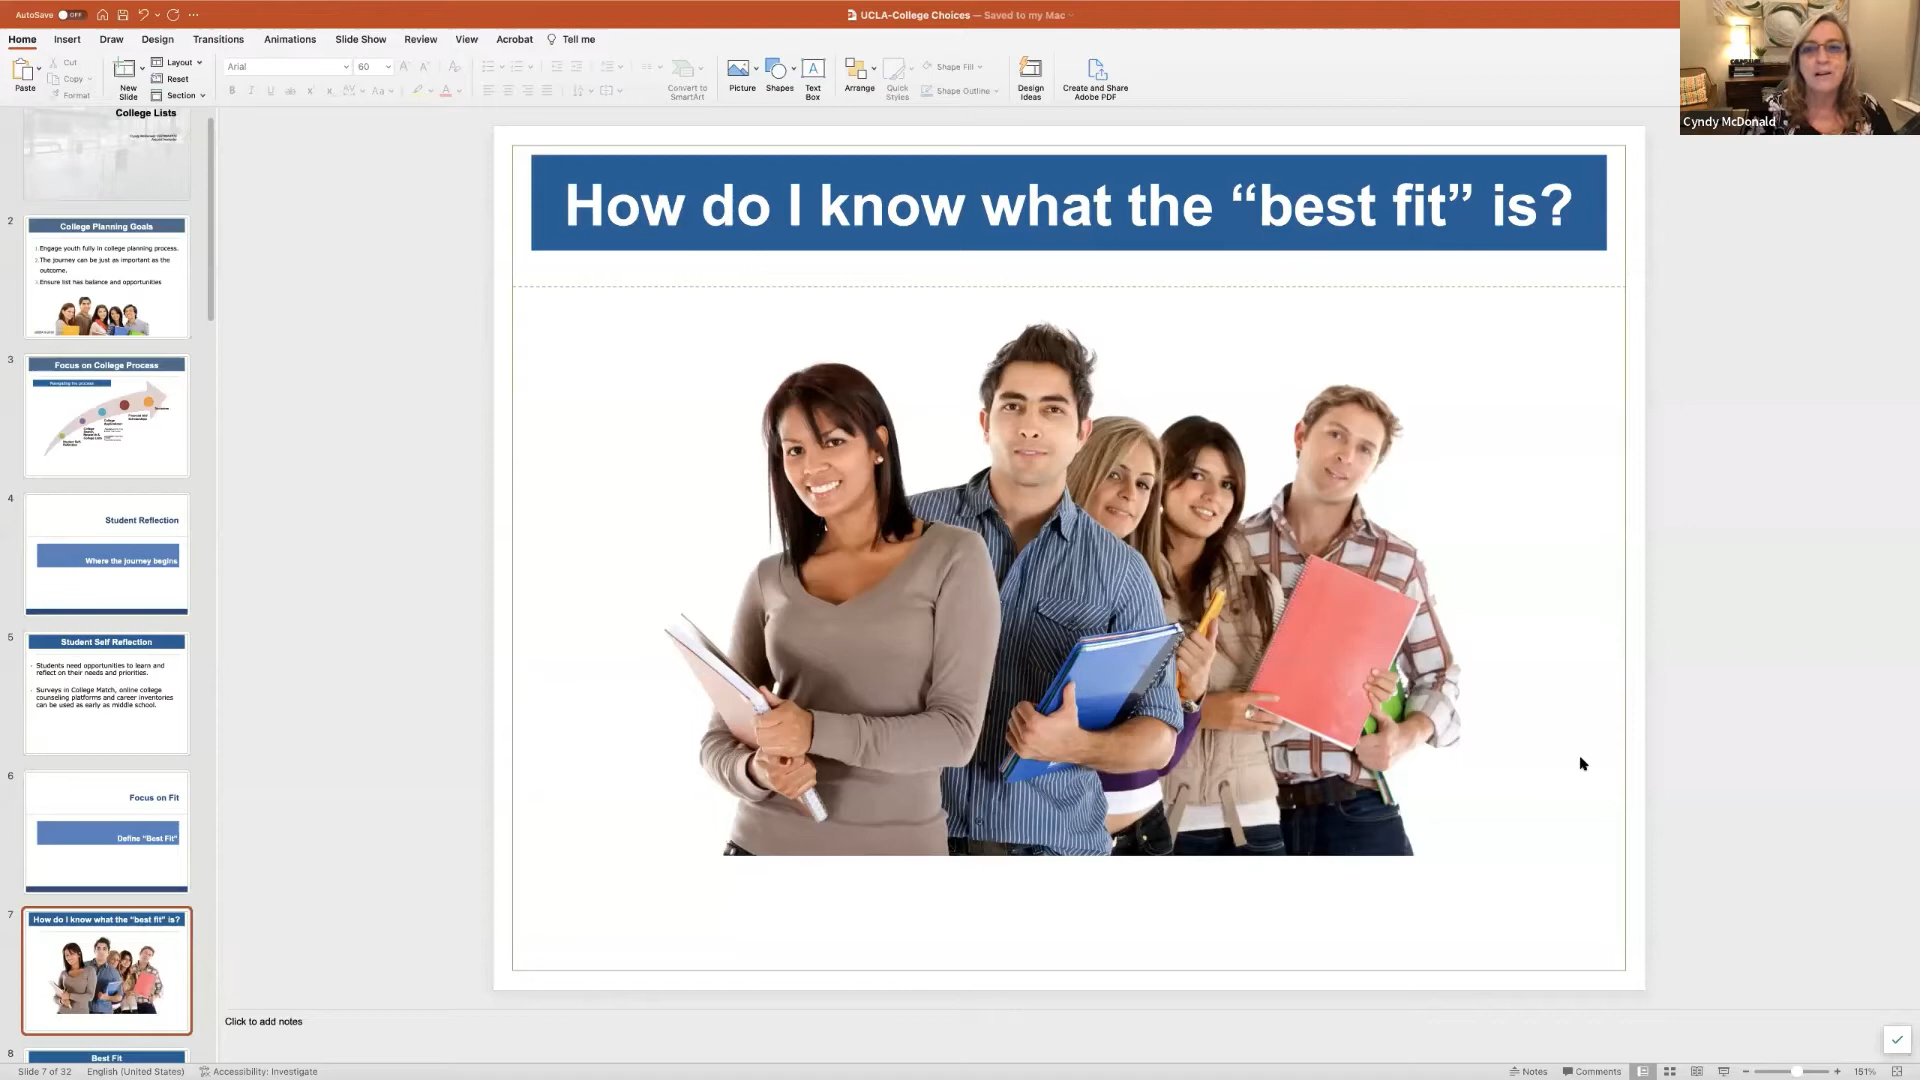 AutoSave OFF
UCLA-College Choices — Saved to my Mac
Home Insert Draw Design Transitions Animations Slide Show Review View Acrobat Tell me
Paste
Cut
Copy
Format
New Slide
Layout
Reset
Section
Arial
60
Convert to SmartArt
Picture
Shapes
Text Box
Arrange
Quick Styles
Shape Fill
Shape Outline
Design Ideas
Create and Share Adobe PDF
Cyndy McDonald
College Lists
2
College Planning Goals
Engage youth fully in college planning process.
The journey can be just as important as the
outcome.
Ensure list has balance and opportunities
3
Focus on College Process
Navigating the process
4
Student Reflection
Where the journey begins
5
Student Self Reflection
Students need opportunities to learn and
reflect on their needs and priorities.
Surveys in College Match, online college
counseling platforms and career inventories
can be used as early as middle school.
6
Focus on Fit
Define "Best Fit"
7
How do I know what the "best fit" is?
8
Best Fit
How do I know what the “best fit” is?
Click to add notes
Slide 7 of 32 English (United States) Accessibility: Investigate
Notes Comments 151%